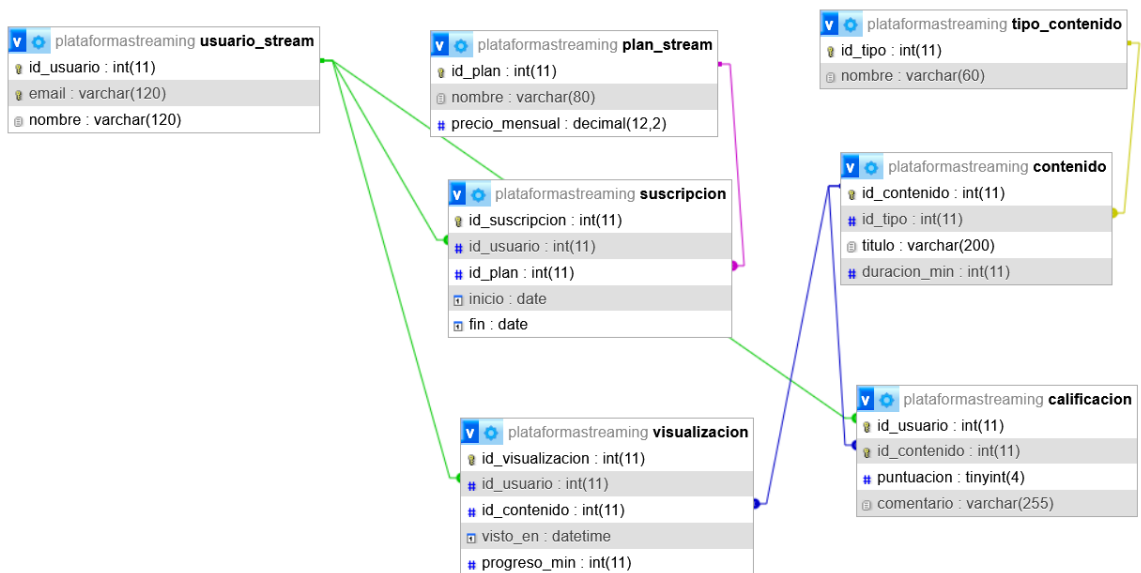 plataformastreaming usuario_stream
id_usuario : int(11)
email : varchar(120)
nombre : varchar(120)
plataformastreaming plan_stream
id_plan : int(11)
nombre : varchar(80)
precio_mensual : decimal(12,2)
plataformastreaming tipo_contenido
id_tipo : int(11)
nombre : varchar(60)
plataformastreaming suscripcion
id_suscripcion : int(11)
id_usuario : int(11)
id_plan : int(11)
inicio : date
fin : date
plataformastreaming contenido
id_contenido : int(11)
id_tipo : int(11)
titulo : varchar(200)
duracion_min : int(11)
plataformastreaming visualizacion
id_visualizacion : int(11)
id_usuario : int(11)
id_contenido : int(11)
visto_en : datetime
progreso_min : int(11)
plataformastreaming calificacion
id_usuario : int(11)
id_contenido : int(11)
puntuacion : tinyint(4)
comentario : varchar(255)